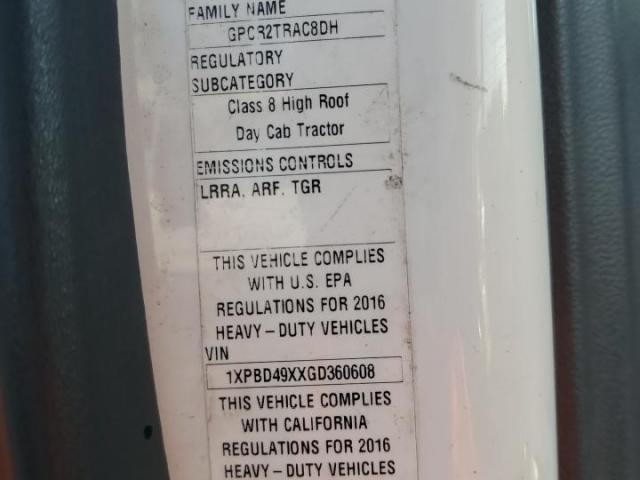 FAMILY NAME
GPCR2TRAC8DH
REGULATORY
SUBCATEGORY
Class 8 High Roof
Day Cab Tractor
EMISSIONS CONTROLS
LRRA, ARF, TGR
THIS VEHICLE COMPLIES
WITH U.S. EPA
REGULATIONS FOR 2016
HEAVY-DUTY VEHICLES
VIN
1XPBD49XXGD360608
THIS VEHICLE COMPLIES
WITH CALIFORNIA
REGULATIONS FOR 2016
HEAVY-DUTY VEHICLES